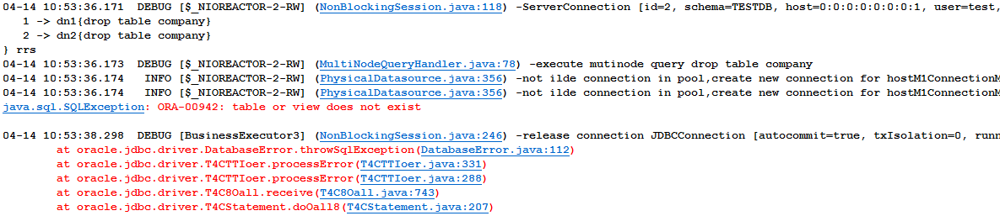 04-14 10:53:36.171  DEBUG [$_NIOREACTOR-2-RW] (NonBlockingSession.java:118) -ServerConnection [id=2, schema=TESTDB, host=0:0:0:0:0:0:0:1, user=test,
   1 -> dn1{drop table company}
   2 -> dn2{drop table company}
} rrs
04-14 10:53:36.173  DEBUG [$_NIOREACTOR-2-RW] (MultiNodeQueryHandler.java:78) -execute mutinode query drop table company
04-14 10:53:36.174   INFO [$_NIOREACTOR-2-RW] (PhysicalDatasource.java:356) -not ilde connection in pool,create new connection for hostM1ConnectionM
04-14 10:53:36.174   INFO [$_NIOREACTOR-2-RW] (PhysicalDatasource.java:356) -not ilde connection in pool,create new connection for hostM1ConnectionM
java.sql.SQLException: ORA-00942: table or view does not exist
04-14 10:53:38.298  DEBUG [BusinessExecutor3] (NonBlockingSession.java:246) -release connection JDBCConnection [autocommit=true, txIsolation=0, runn
        at oracle.jdbc.driver.DatabaseError.throwSqlException(DatabaseError.java:112)
        at oracle.jdbc.driver.T4CTTIoer.processError(T4CTTIoer.java:331)
        at oracle.jdbc.driver.T4CTTIoer.processError(T4CTTIoer.java:288)
        at oracle.jdbc.driver.T4C8Oall.receive(T4C8Oall.java:743)
        at oracle.jdbc.driver.T4CStatement.doOall8(T4CStatement.java:207)